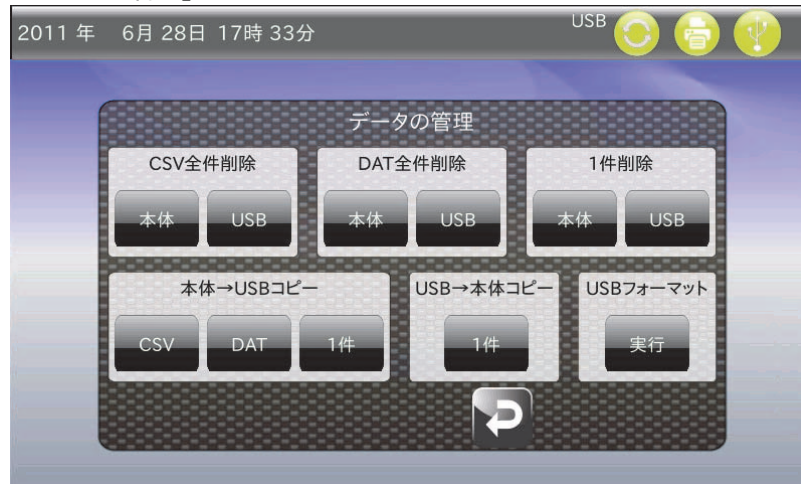 2011 年 6月 28日 17時 33分 USB
データの管理
CSV全件削除 DAT全件削除 1件削除
本体 USB 本体 USB 本体 USB
本体→USBコピー USB→本体コピー USBフォーマット
CSV DAT 1件 1件 実行